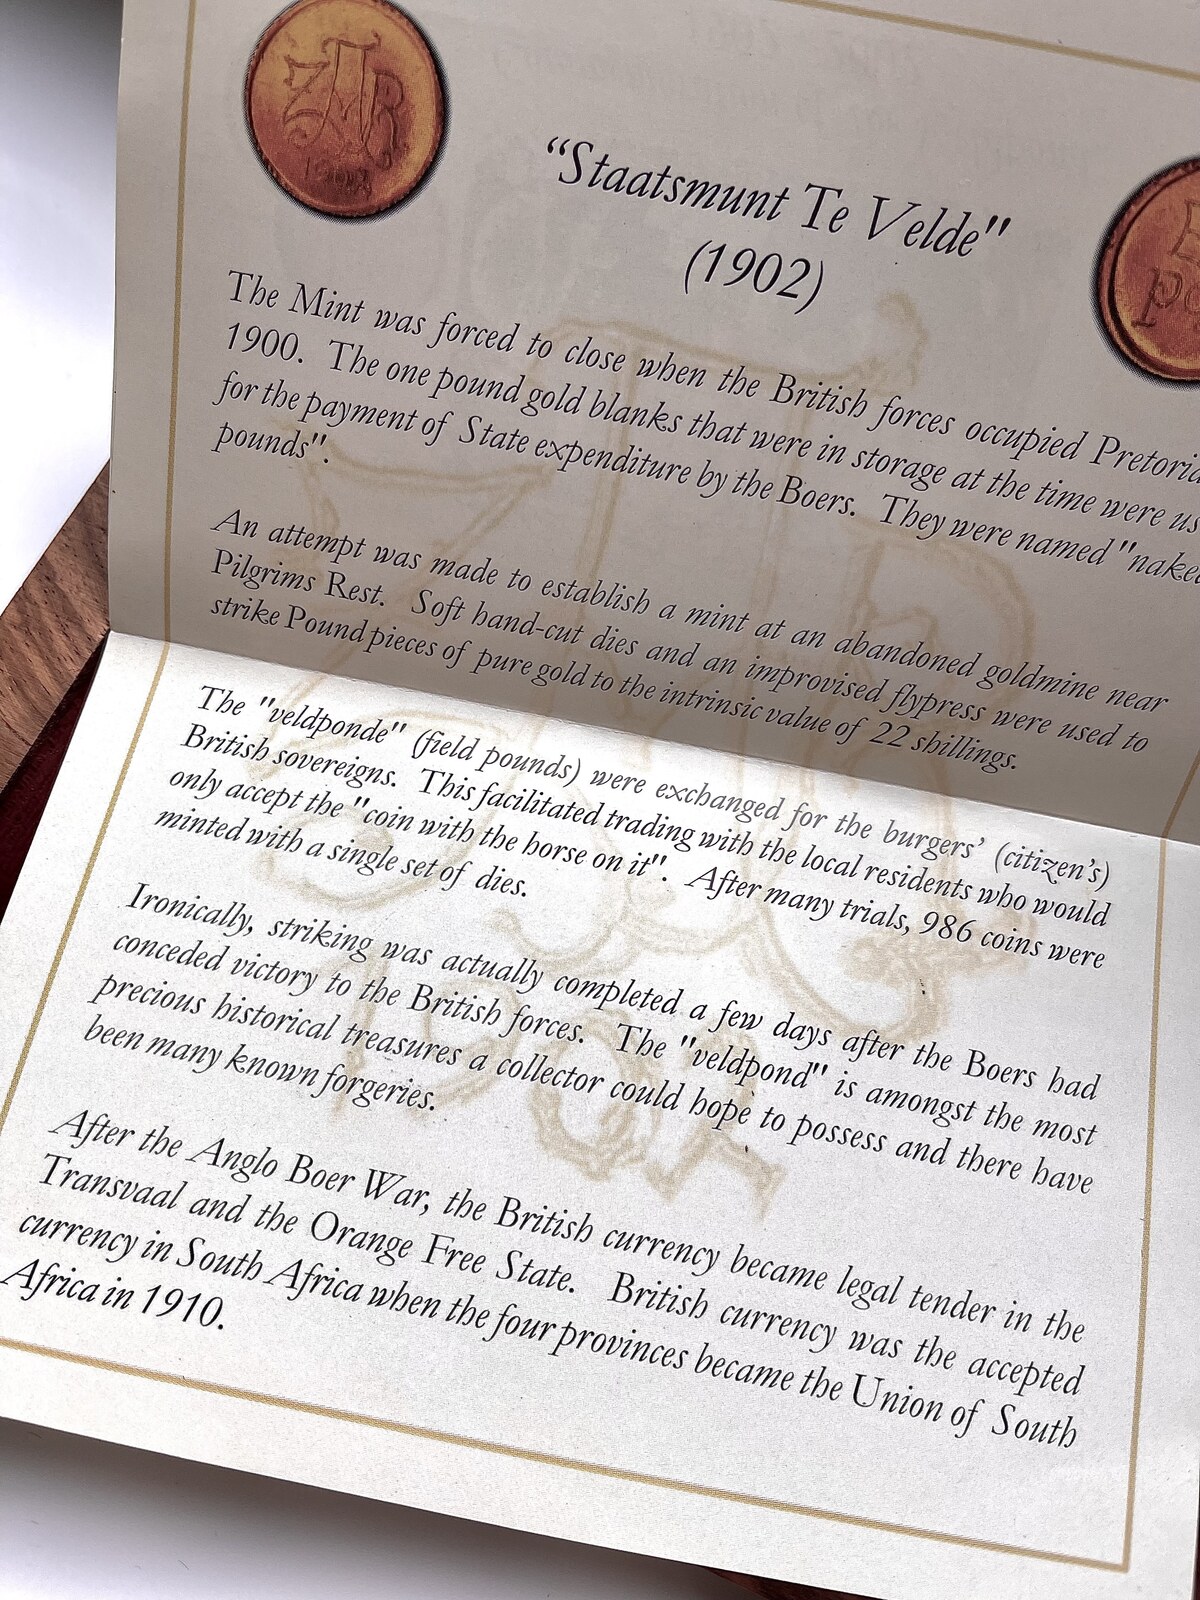 ZAR
1902
"Staatsmunt Te Velde"
(1902)
The Mint was forced to close when the British forces occupied
1900. The one pound gold blanks that were in storage at the time were
for the payment of State expenditure by the Boers. They were named
pounds".
An attempt was made to establish a mint at an abandoned goldmine near
Pilgrims Rest. Soft hand-cut dies and an improvised flypress were used to
strike Pound pieces of pure gold to the intrinsic value of 22 shillings.
The "veldponde" (field pounds) were exchanged for the burgers' (citizen's)
British sovereigns. This facilitated trading with the local residents who would
only accept the "coin with the horse on it". After many trials, 986 coins were
minted with a single set of dies.
Ironically, striking was actually completed a few days after the Boers had
conceded victory to the British forces. The "veldpond" is amongst the most
precious historical treasures a collector could hope to possess and there have
been many known forgeries.
After the Anglo Boer War, the British currency became legal tender in the
Transvaal and the Orange Free State. British currency was the accepted
currency in South Africa when the four provinces became the Union of South
Africa in 1910.